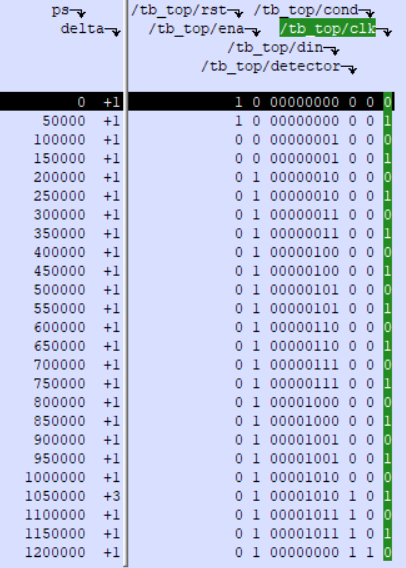 ps /tb_top/rst /tb_top/cond
delta /tb_top/ena /tb_top/clk
/tb_top/din
/tb_top/detector
0 +1 1 0 00000000 0 0 0
50000 +1 1 0 00000000 0 0 1
100000 +1 0 0 00000001 0 0 0
150000 +1 0 0 00000001 0 0 1
200000 +1 0 1 00000010 0 0 0
250000 +1 0 1 00000010 0 0 1
300000 +1 0 1 00000011 0 0 0
350000 +1 0 1 00000011 0 0 1
400000 +1 0 1 00000100 0 0 0
450000 +1 0 1 00000100 0 0 1
500000 +1 0 1 00000101 0 0 0
550000 +1 0 1 00000101 0 0 1
600000 +1 0 1 00000110 0 0 0
650000 +1 0 1 00000110 0 0 1
700000 +1 0 1 00000111 0 0 0
750000 +1 0 1 00000111 0 0 1
800000 +1 0 1 00001000 0 0 0
850000 +1 0 1 00001000 0 0 1
900000 +1 0 1 00001001 0 0 0
950000 +1 0 1 00001001 0 0 1
1000000 +1 0 1 00001010 0 0 0
1050000 +3 0 1 00001010 1 0 1
1100000 +1 0 1 00001011 1 0 0
1150000 +1 0 1 00001011 1 0 1
1200000 +1 0 1 00000000 1 1 0